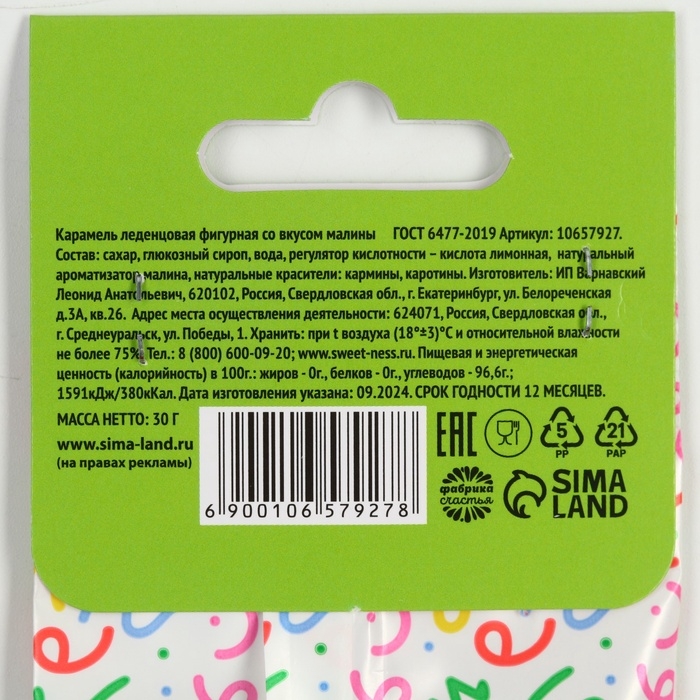 Карамель леденцовая фигурная со вкусом малины ГОСТ 6477-2019 Артикул: 10657927.
Состав: сахар, глюкозный сироп, вода, регулятор кислотности – кислота лимонная, натуральный
ароматизатор малина, натуральные красители: кармины, каротины. Изготовитель: ИП Варнавский
Леонид Анатольевич, 620102, Россия, Свердловская обл., г. Екатеринбург, ул. Белореченская
д.3А, кв.26. Адрес места осуществления деятельности: 624071, Россия, Свердловская обл.,
г. Среднеуральск, ул. Победы, 1. Хранить: при t воздуха (18°±3)°С и относительной влажности
не более 75%. Тел.: 8 (800) 600-09-20; www.sweet-ness.ru. Пищевая и энергетическая
ценность (калорийность) в 100г.: жиров - 0г., белков - 0г., углеводов - 96,6г.;
1591кДж/380кКал. Дата изготовления указана: 09.2024. СРОК ГОДНОСТИ 12 МЕСЯЦЕВ.
МАССА НЕТТО: 30 Г
www.sima-land.ru
(на правах рекламы)
6 900106 579278
EAC
5
PP
21
PAP
фабрика
счастья
SIMA
LAND